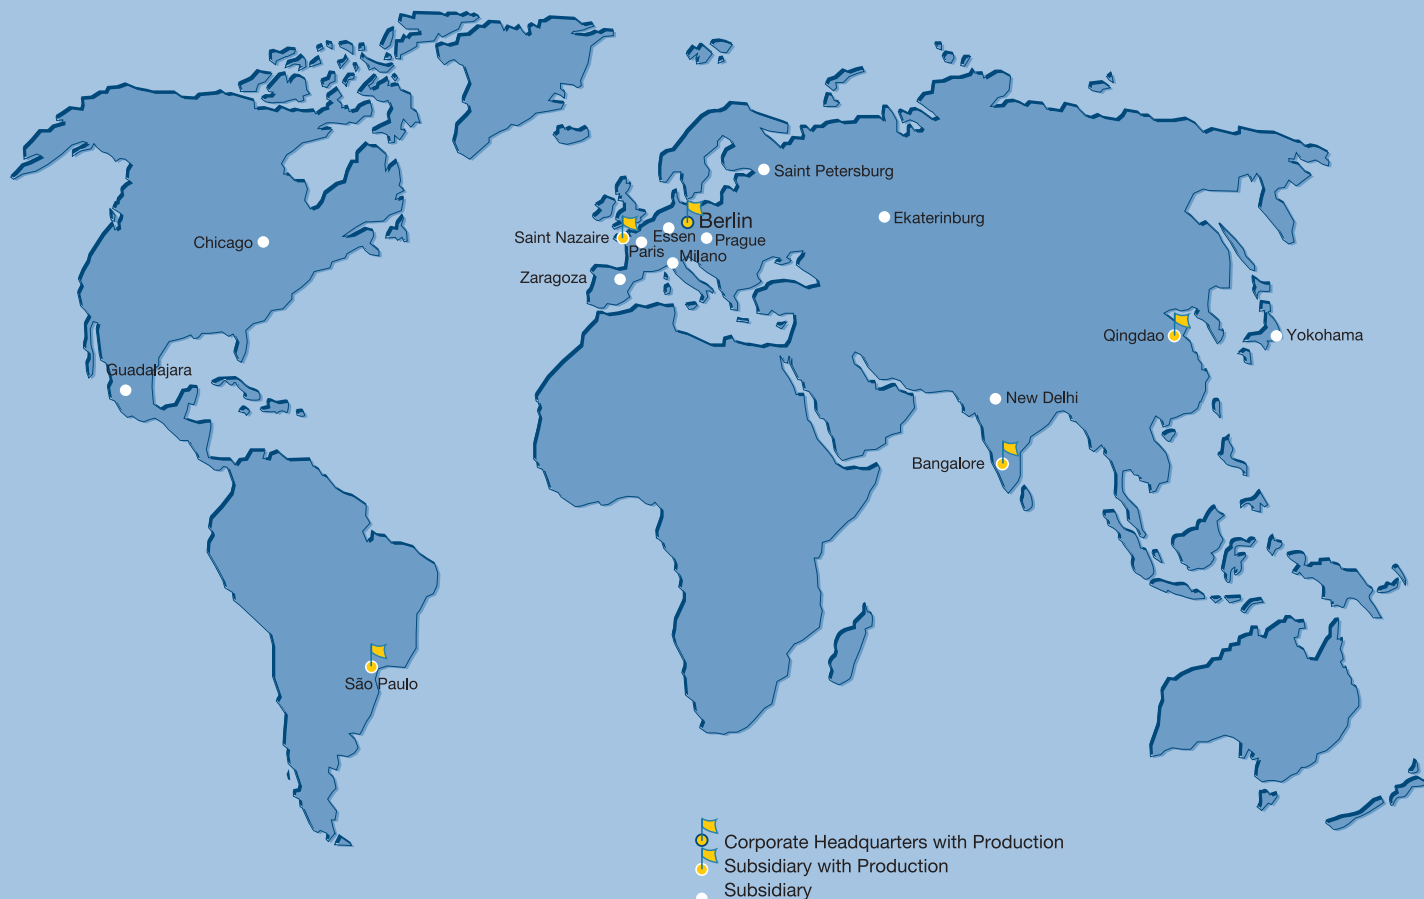 Saint Petersburg
Ekaterinburg
Berlin
Chicago
Saint Nazaire
Essen
Prague
Paris
Milano
Zaragoza
Qingdao
Yokohama
Guadalajara
New Delhi
Bangalore
São Paulo
Corporate Headquarters with Production
Subsidiary with Production
Subsidiary